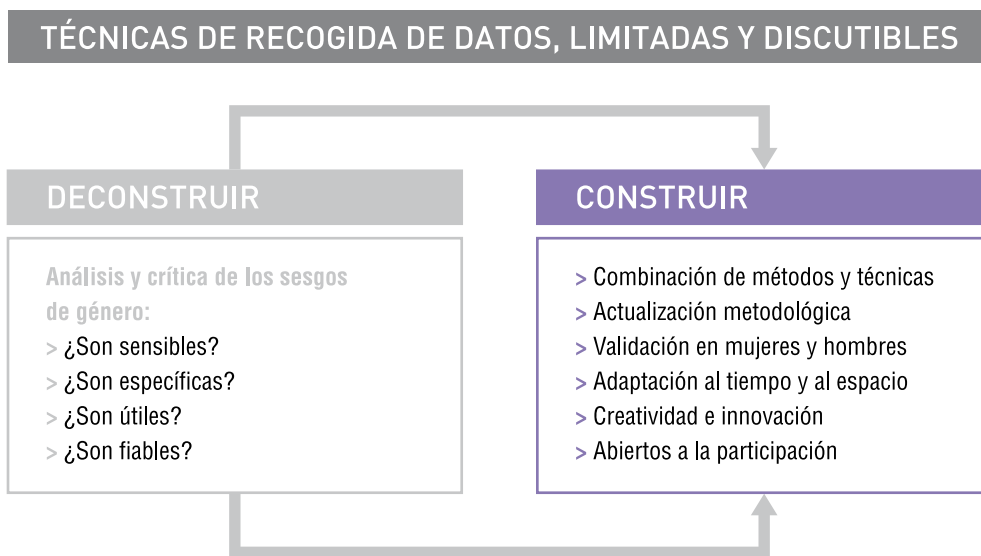 TÉCNICAS DE RECOGIDA DE DATOS, LIMITADAS Y DISCUTIBLES
DECONSTRUIR
Análisis y crítica de los sesgos
de género:
> ¿Son sensibles?
> ¿Son específicas?
> ¿Son útiles?
> ¿Son fiables?
CONSTRUIR
> Combinación de métodos y técnicas
> Actualización metodológica
> Validación en mujeres y hombres
> Adaptación al tiempo y al espacio
> Creatividad e innovación
> Abiertos a la participación